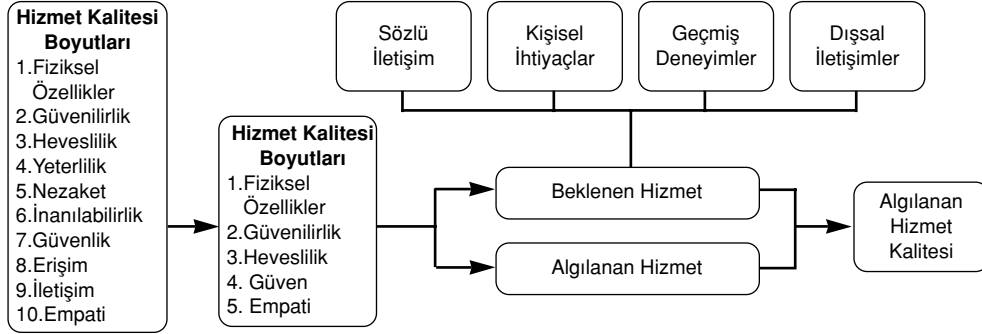 Hizmet Kalitesi
Boyutları
1.Fiziksel
Özellikler
2.Güvenilirlik
3.Heveslilik
4.Yeterlilik
5.Nezaket
6.İnanılabilirlik
7.Güvenlik
8.Erişim
9.İletişim
10.Empati
Hizmet Kalitesi
Boyutları
1.Fiziksel
Özellikler
2.Güvenilirlik
3.Heveslilik
4. Güven
5. Empati
Sözlü
İletişim
Kişisel
İhtiyaçlar
Geçmiş
Deneyimler
Dışsal
İletişimler
Beklenen Hizmet
Algılanan Hizmet
Algılanan
Hizmet
Kalitesi